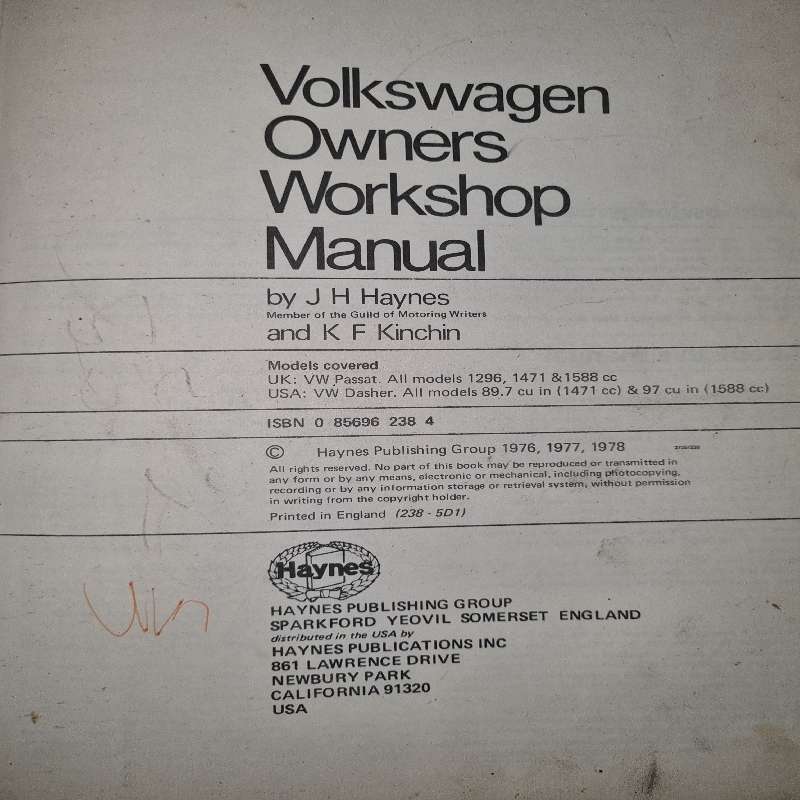 Volkswagen
Owners
Workshop
Manual
by J H Haynes
Member of the Guild of Motoring Writers
and K F Kinchin
Models covered
UK: VW Passat. All models 1296, 1471 & 1588 cc
USA: VW Dasher. All models 89.7 cu in (1471 cc) & 97 cu in (1588 cc)
ISBN 0 85696 238 4
© Haynes Publishing Group 1976, 1977, 1978
All rights reserved. No part of this book may be reproduced or transmitted in
any form or by any means, electronic or mechanical, including photocopying,
recording or by any information storage or retrieval system, without permission
in writing from the copyright holder.
Printed in England (238 - 5D1)
Haynes
HAYNES PUBLISHING GROUP
SPARKFORD YEOVIL SOMERSET ENGLAND
distributed in the USA by
HAYNES PUBLICATIONS INC
861 LAWRENCE DRIVE
NEWBURY PARK
CALIFORNIA 91320
USA